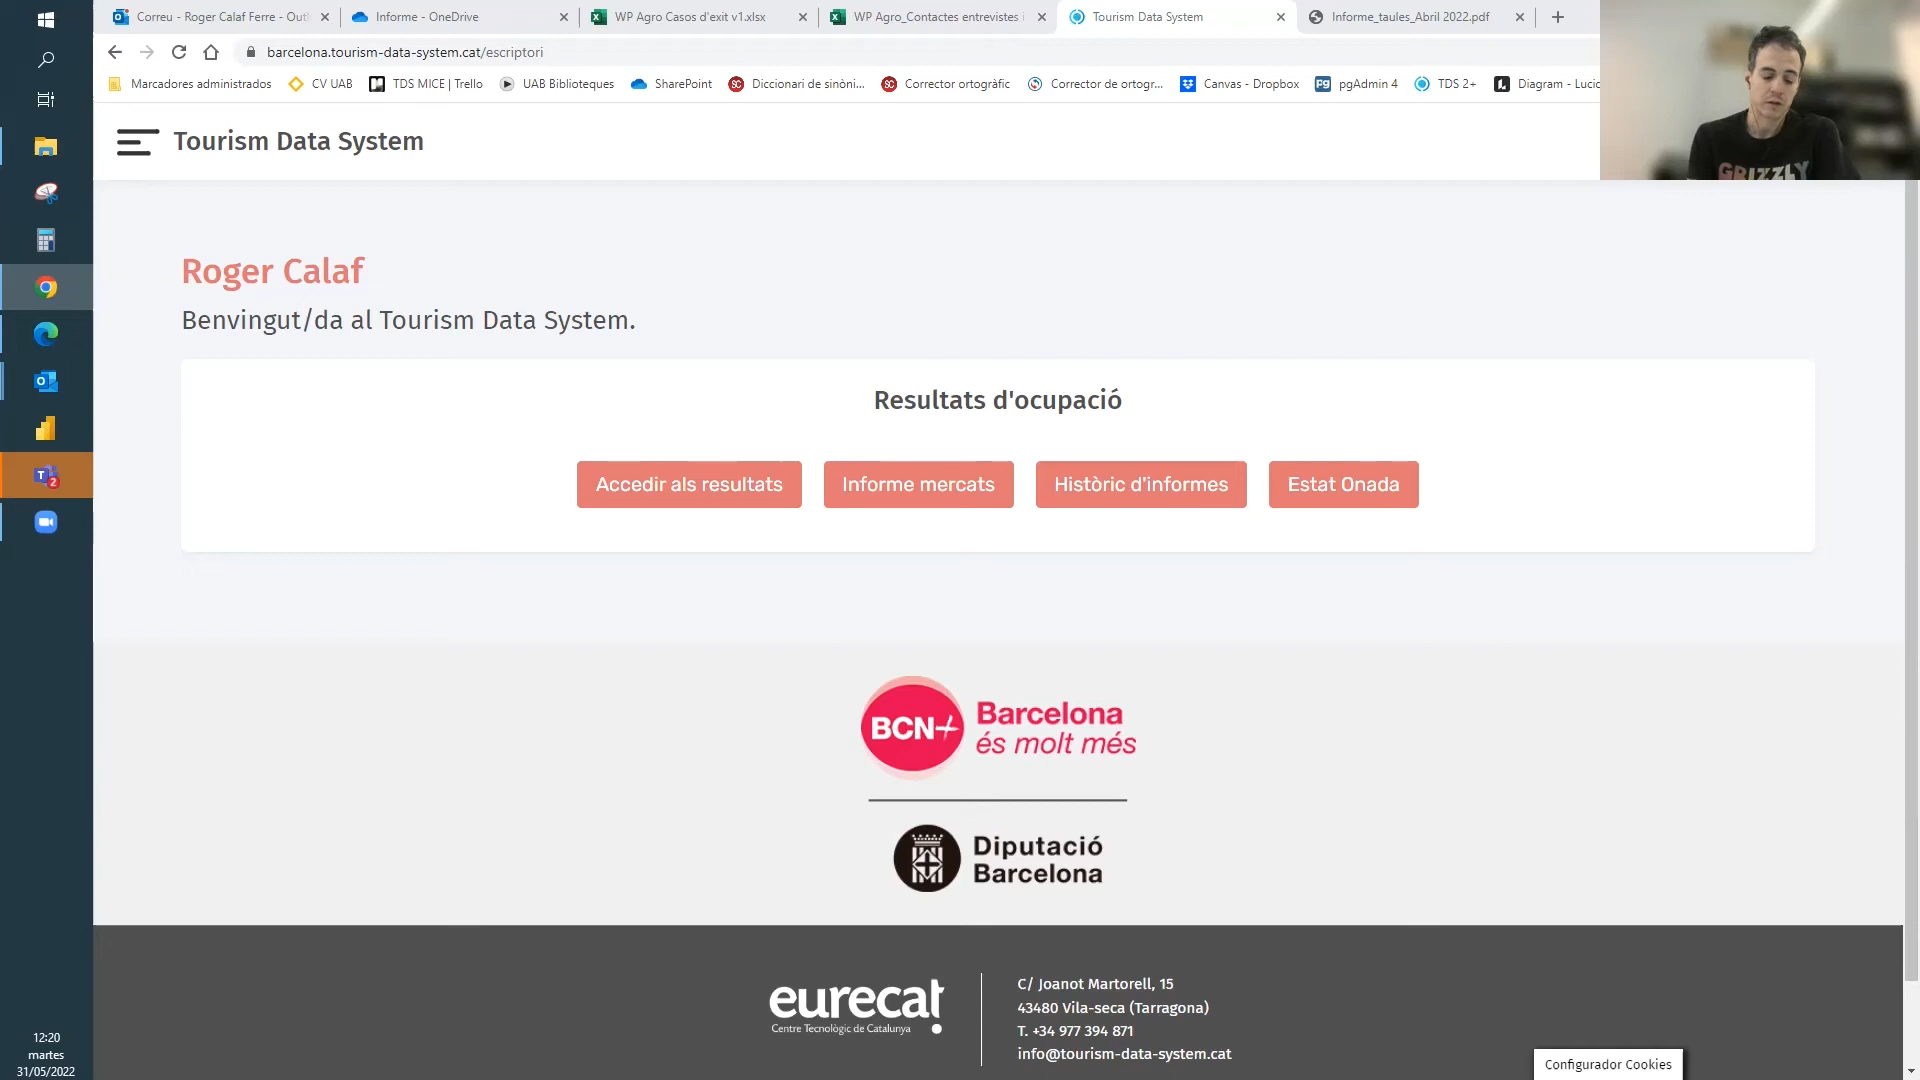 Correu - Roger Calaf Ferre - Out
Informe - OneDrive
WP Agro Casos d'exit v1.xlsx
WP Agro_Contactes entrevistes
Tourism Data System
Informe_taules_Abril 2022.pdf
barcelona.tourism-data-system.cat/escriptori
Marcadores administrados
CV UAB
TDS MICE | Trello
UAB Biblioteques
SharePoint
Diccionari de sinòni...
Corrector ortogràfic
Corrector de ortogr...
Canvas - Dropbox
pgAdmin 4
TDS 2+
Diagram - Lucid
GRIZZLY
Tourism Data System
Roger Calaf
Benvingut/da al Tourism Data System.
Resultats d'ocupació
Accedir als resultats
Informe mercats
Històric d'informes
Estat Onada
BCN+
Barcelona
és molt més
Diputació
Barcelona
eurecat
Centre Tecnològic de Catalunya
C/ Joanot Martorell, 15
43480 Vila-seca (Tarragona)
T. +34 977 394 871
info@tourism-data-system.cat
Configurador Cookies
12:20
martes
31/05/2022